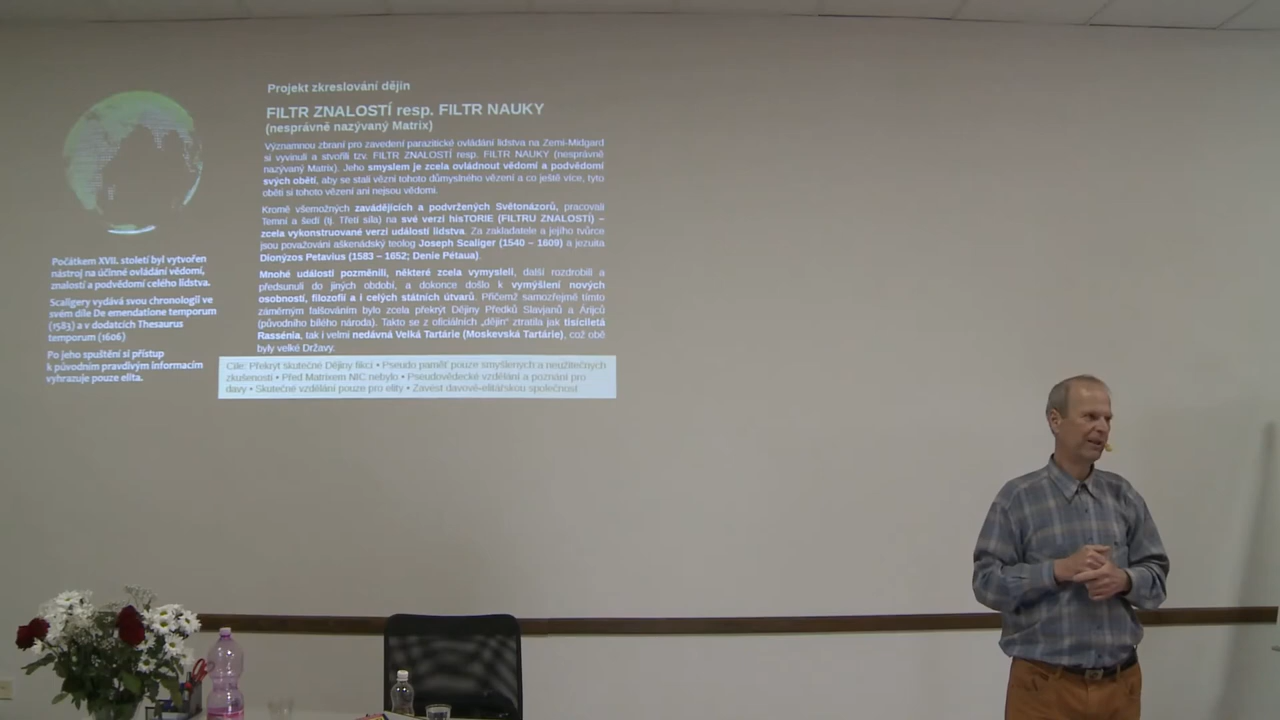 Projekt zkreslování dějin
FILTR ZNALOSTÍ resp. FILTR NAUKY
(nesprávně nazývaný Matrix)
Významnou zbraní pro zavedení parazitické ovládání lidstva na Zemi-Midgard
si vyvinuli a stvořili tzv. FILTR ZNALOSTÍ resp. FILTR NAUKY (nesprávně
nazývaný Matrix). Jeho smyslem je zcela ovládnout vědomí a podvědomí
svých obětí, aby se stali vězni tohoto důmyslného vězení a co ještě více, tyto
oběti si tohoto vězení ani nejsou vědomi.
Kromě všemožných zavádějících a podvržených Světonázorů, pracovali
Temní a šedí (tj. Třetí síla) na své verzi hisTORIE (FILTRU ZNALOSTÍ) –
zcela vykonstruované verzi událostí lidstva. Za zakladatele a jejího tvůrce
jsou považováni aškenádský teolog Joseph Scaliger (1540 – 1609) a jezuita
Dionýzos Petavius (1583 – 1652; Denie Pétaua).
Mnohé události pozměnili, některé zcela vymysleli, další rozdrobili a
předsunuli do jiných období, a dokonce došlo k vymýšlení nových
osobností, filozofií a i celých státních útvarů. Přičemž samozřejmě tímto
záměrným falšováním bylo zcela překrýt Dějiny Předků Slavjanů a Árijců
(původního bílého národa). Takto se z oficiálních „dějin" ztratila jak tisíciletá
Rassénia, tak i velmi nedávná Velká Tartárie (Moskevská Tartárie), což obě
byly velké Državy.
Cíle: Překrýt skutečné Dějiny fikcí • Pseudo paměť pouze smyšlených a neužitečných
zkušeností • Před Matrixem NIC nebylo • Pseudovědecké vzdělání a poznání pro
davy • Skutečné vzdělání pouze pro elity • Zavést davově-elitářskou společnost
Počátkem XVII. století byl vytvořen
nástroj na účinné ovládání vědomí,
znalostí a podvědomí celého lidstva.
Scaligery vydává svou chronologii ve
svém díle De emendatione temporum
(1583) a v dodatcích Thesaurus
temporum (1606)
Po jeho spuštění si přístup
k původním pravdivým informacím
vyhrazuje pouze elita.